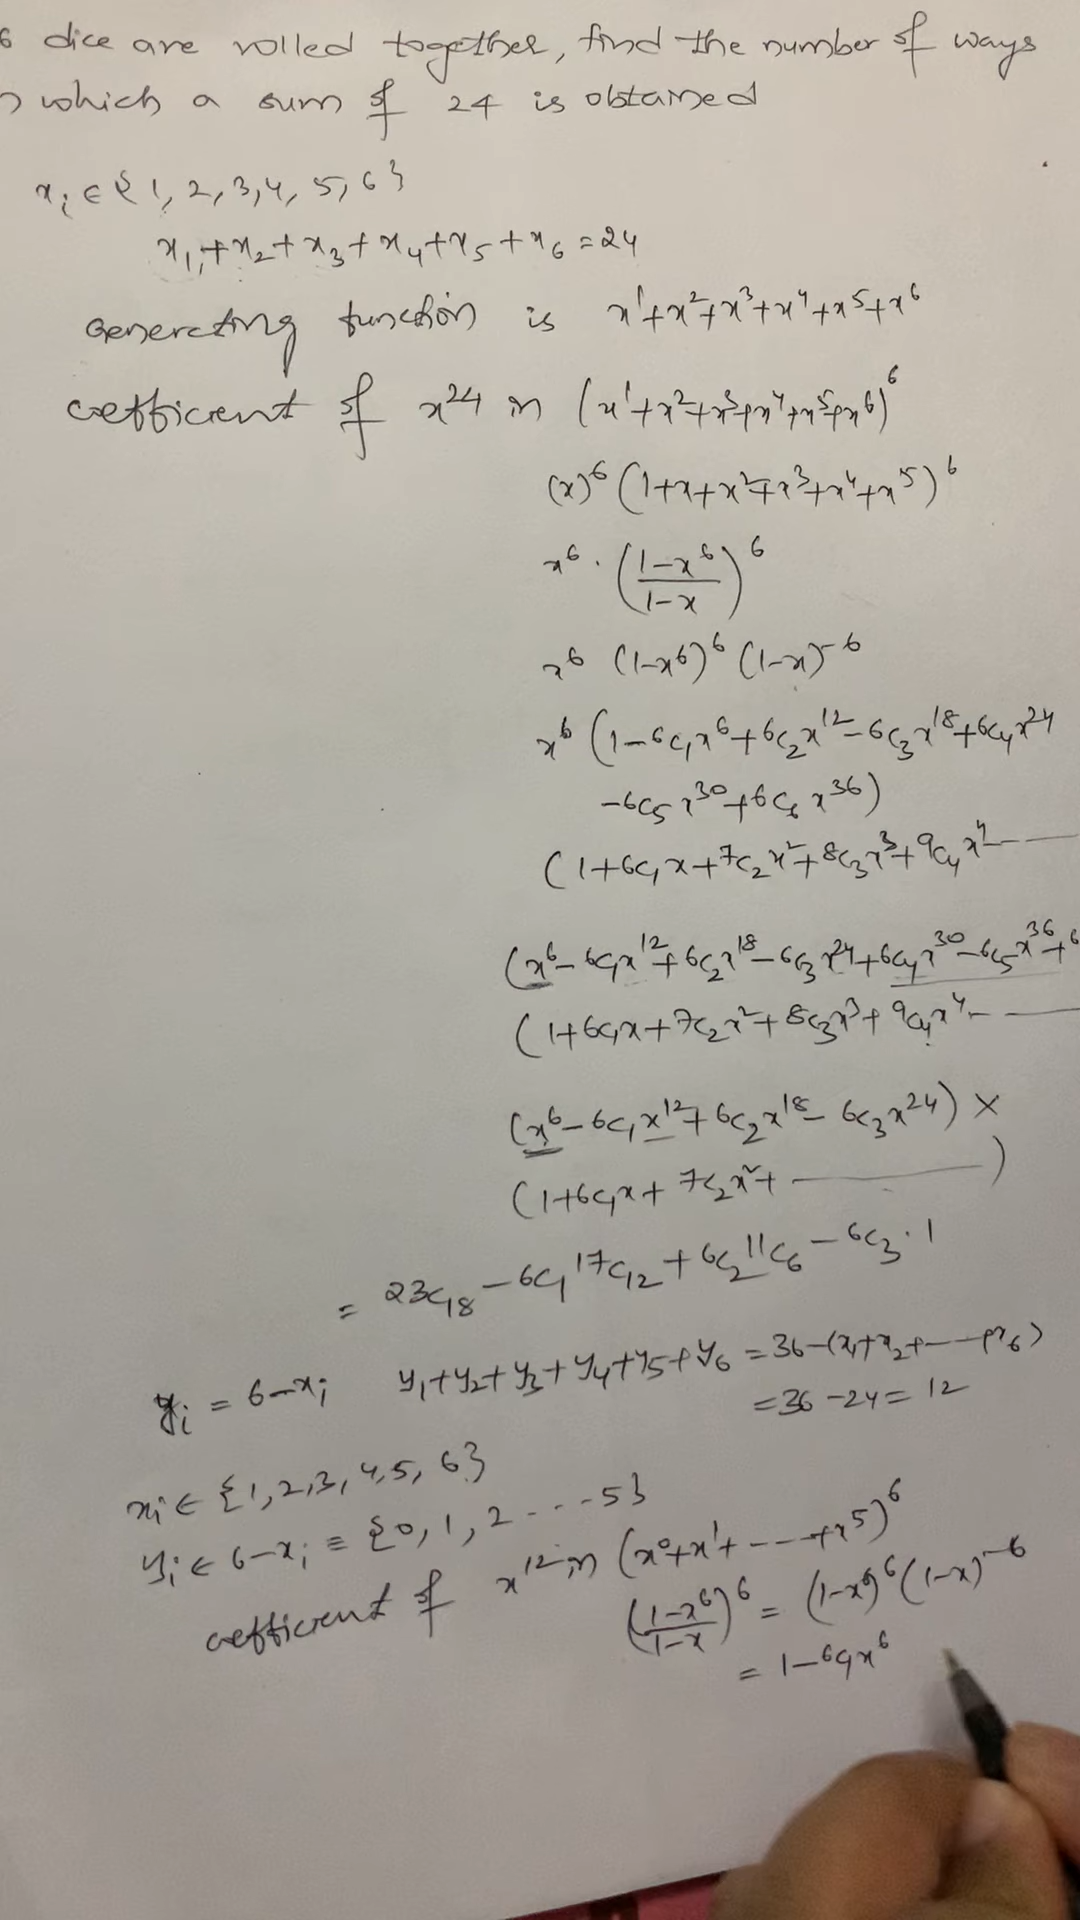 6 dice are rolled together, find the number of ways
which a sum of 24 is obtained
xᵢ ∈ {1, 2, 3, 4, 5, 6}
x₁ + x₂ + x₃ + x₄ + x₅ + x₆ = 24
Generating function is x¹+x²+x³+x⁴+x⁵+x⁶
coefficient of x²⁴ in (x¹+x²+x³+x⁴+x⁵+x⁶)⁶
(x)⁶ (1+x+x²+x³+x⁴+x⁵)⁶
x⁶ · ((1-x⁶)/(1-x))⁶
x⁶ (1-x⁶)⁶ (1-x)⁻⁶
x⁶ (1-6C₁x⁶+6C₂x¹²-6C₃x¹⁸+6C₄x²⁴
-6C₅x³⁰+6C₆x³⁶)
(1+6C₁x+7C₂x²+8C₃x³+9C₄x⁴------
(x⁶-6C₁x¹²+6C₂x¹⁸-6C₃x²⁴+6C₄x³⁰-6C₅x³⁶+6
(1+6C₁x+7C₂x²+8C₃x³+9C₄x⁴------
(x⁶-6C₁x¹²+6C₂x¹⁸-6C₃x²⁴) ×
(1+6C₁x+7C₂x²+------)
= 23C₁₈-6C₁ 17C₁₂+6C₂ 11C₆-6C₃·1
yᵢ = 6-xᵢ y₁+y₂+y₃+y₄+y₅+y₆ = 36-(x₁+x₂+----+x₆)
= 36-24 = 12
xᵢ ∈ {1,2,3,4,5,6}
yᵢ ∈ 6-xᵢ = {0, 1, 2 ----5}
coefficient of x¹² in (x⁰+x¹+----+x⁵)⁶
((1-x⁶)/(1-x))⁶ = (1-x⁶)⁶ (1-x)⁻⁶
= 1-6C₁x⁶